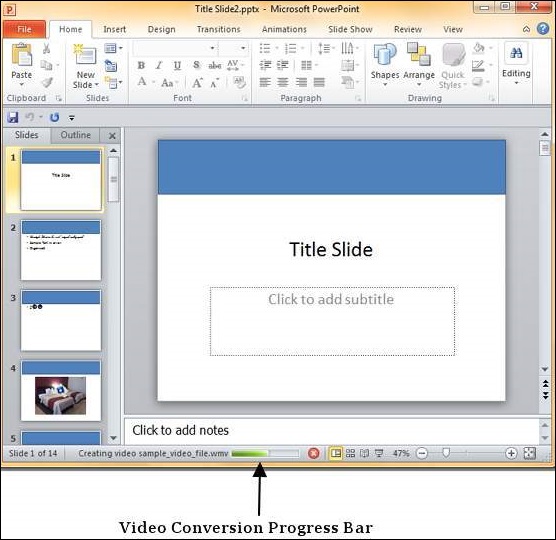 Title Slide2.pptx - Microsoft PowerPoint
File Home Insert Design Transitions Animations Slide Show Review View
Paste
New Slide
B I U S abc AV
Aa A A A
Shapes Arrange Quick Styles
Editing
Clipboard Slides Font Paragraph Drawing
Slides Outline
1
Title Slide
2
3
4
5
Title Slide
Click to add subtitle
Click to add notes
Slide 1 of 14 Creating video sample_video_file.wmv 47%
Video Conversion Progress Bar